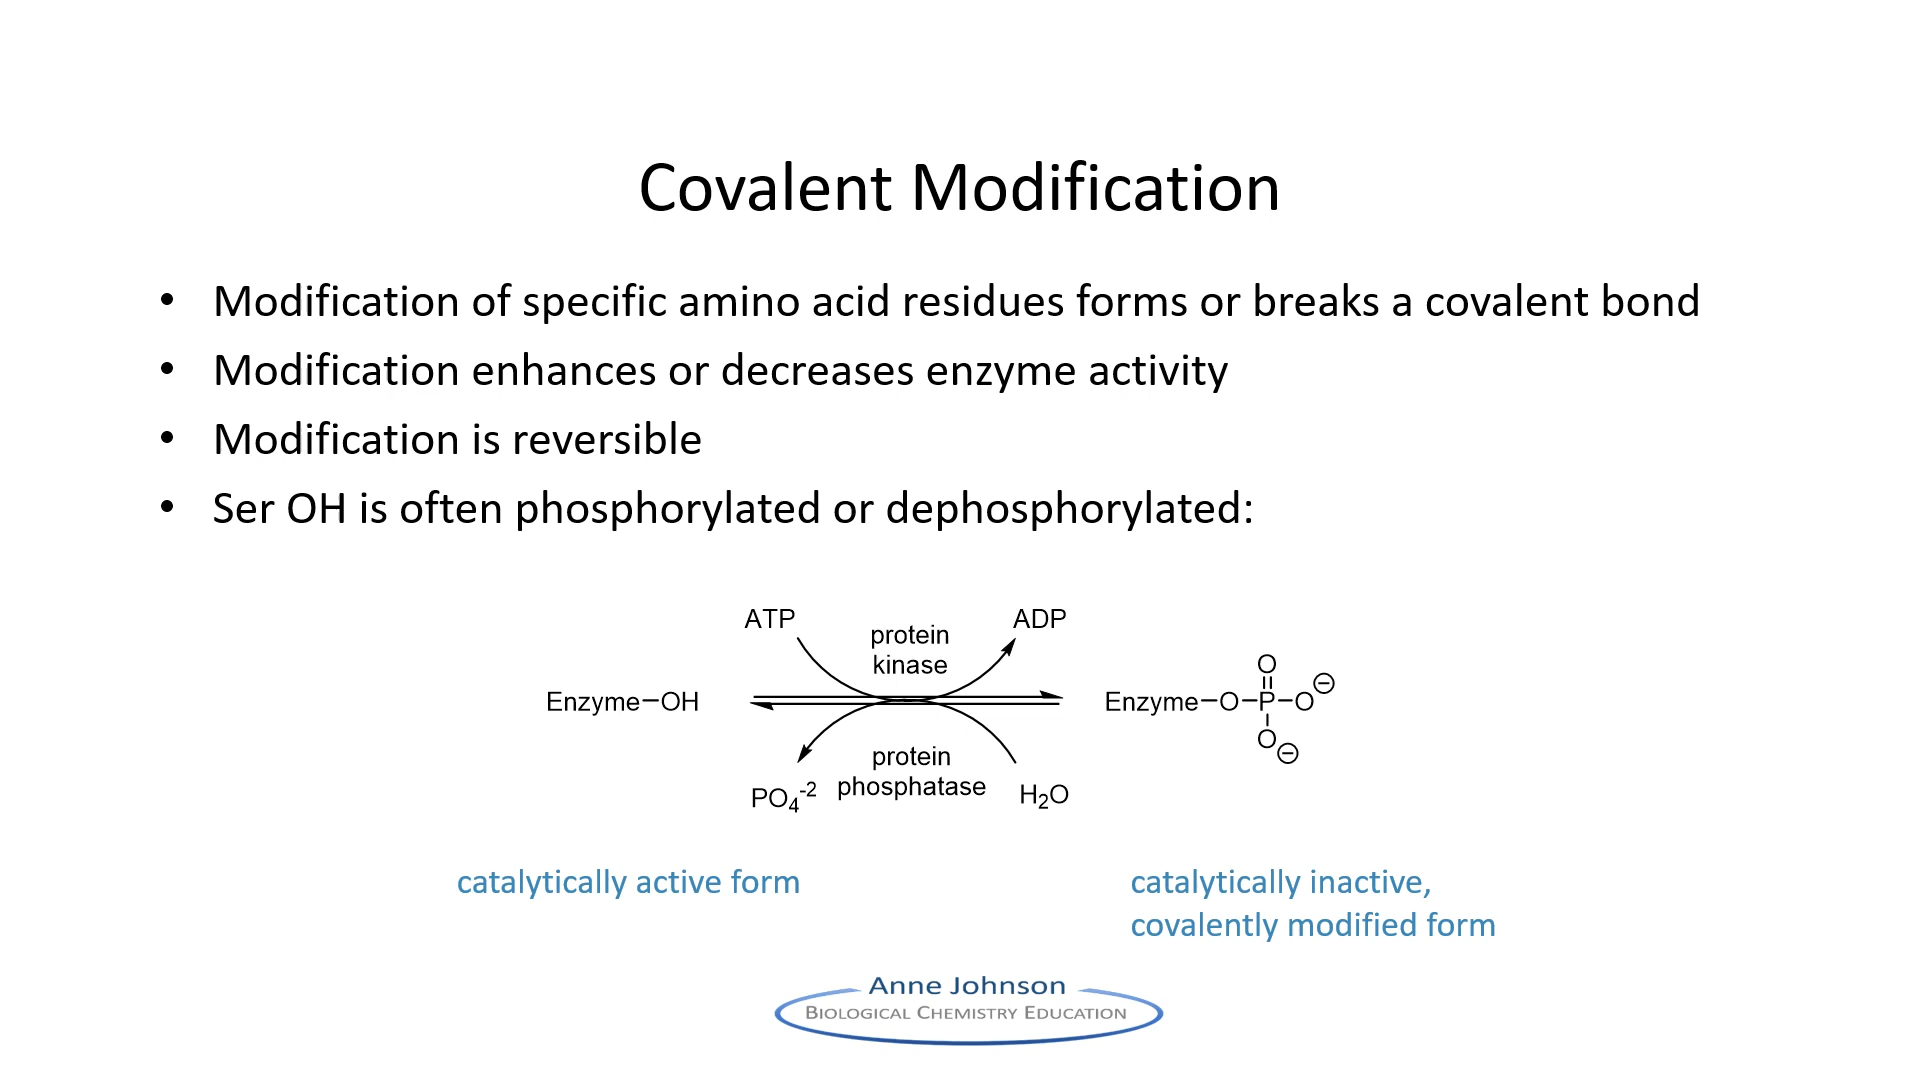 Covalent Modification
• Modification of specific amino acid residues forms or breaks a covalent bond
• Modification enhances or decreases enzyme activity
• Modification is reversible
• Ser OH is often phosphorylated or dephosphorylated:
ATP
ADP
protein
kinase
Enzyme–OH
Enzyme–O–P–O⊖
O
O⊖
protein
phosphatase
PO₄⁻²
H₂O
catalytically active form
catalytically inactive,
covalently modified form
Anne Johnson
BIOLOGICAL CHEMISTRY EDUCATION